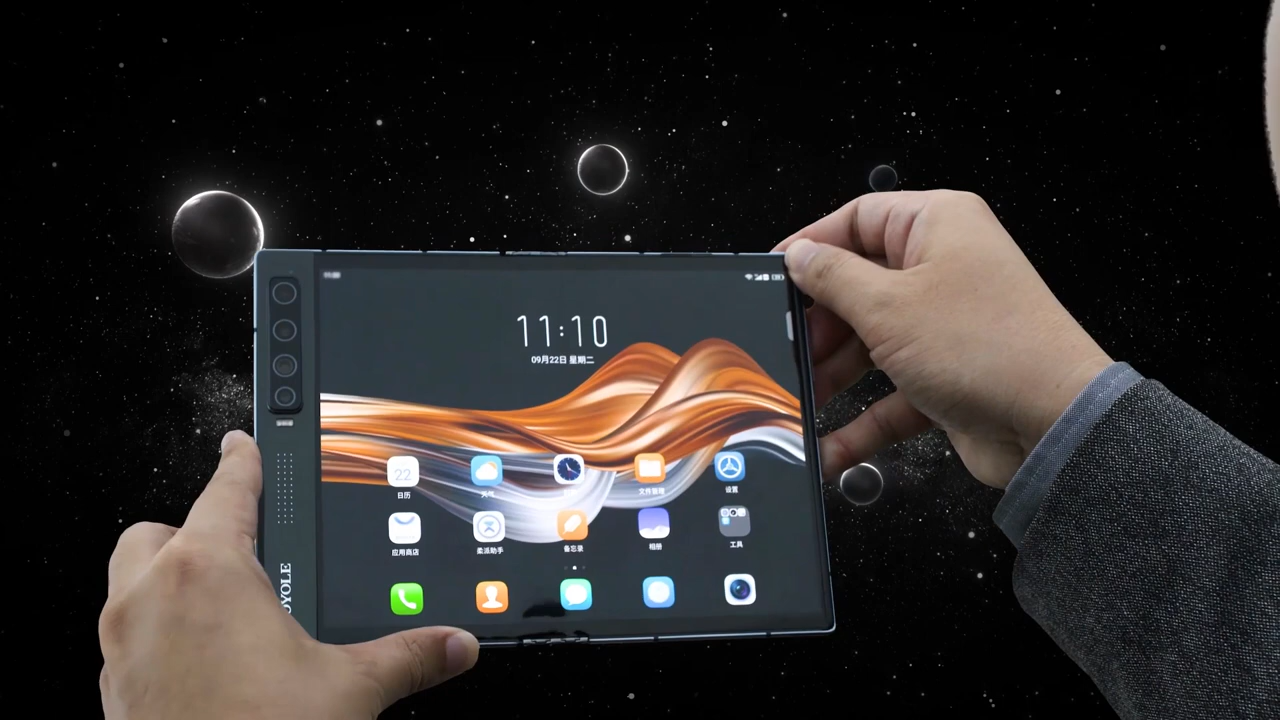 11:10
09月22日 星期二
22
日历
天气
文件管理
设置
应用商店
柔派助手
备忘录
相册
工具
OYOLE